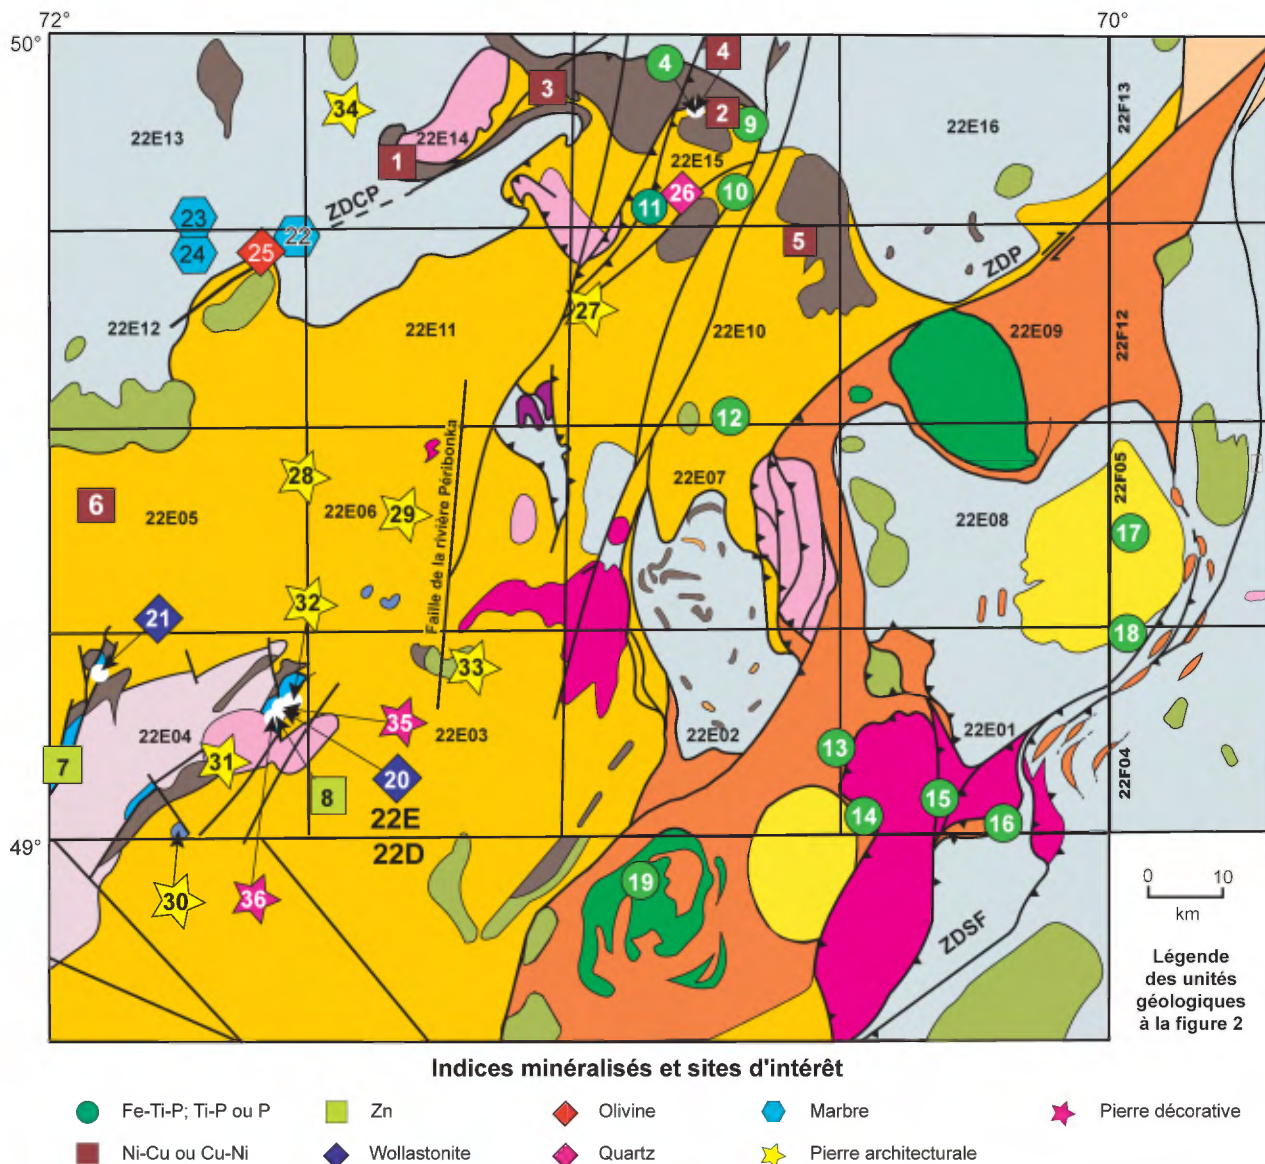 72°
70°
50°
4
4
3
2
9
34
22E13
22E14
22E16
22F13
1
22E15
ZDCP
26
10
11
23
22
24
25
5
ZDP
27
22E12
22E11
22E10
22E09
22F12
12
28
22E07
6
22E05
22E06
29
22E08
22F05
17
Faille de la rivière Péribonka
32
21
18
33
35
22E04
22E03
22E02
22E01
22F04
7
31
13
20
8
15
14
16
22E
22D
49°
30
36
19
ZDSF
0 10
km
Légende
des unités
géologiques
à la figure 2
Indices minéralisés et sites d'intérêt
Fe-Ti-P; Ti-P ou P
Zn
Olivine
Marbre
Pierre décorative
Ni-Cu ou Cu-Ni
Wollastonite
Quartz
Pierre architecturale